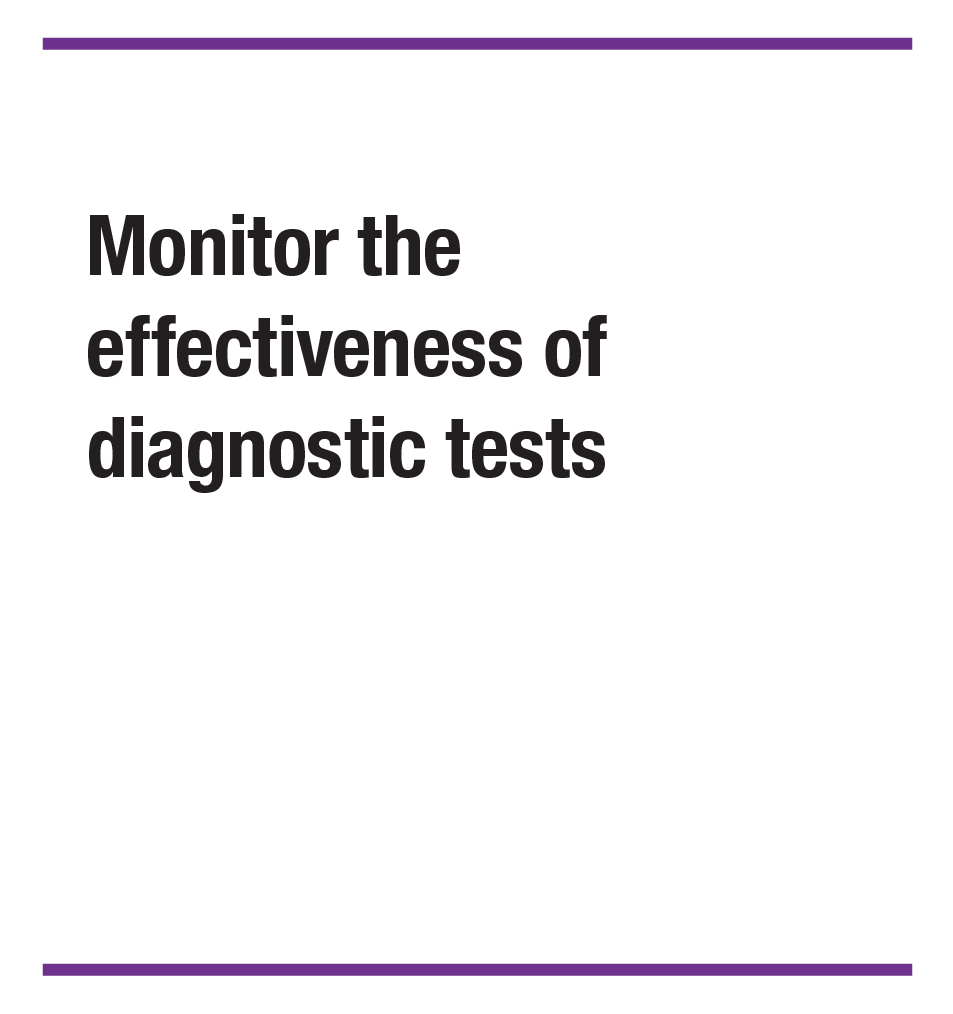 Monitor the
effectiveness of
diagnostic tests